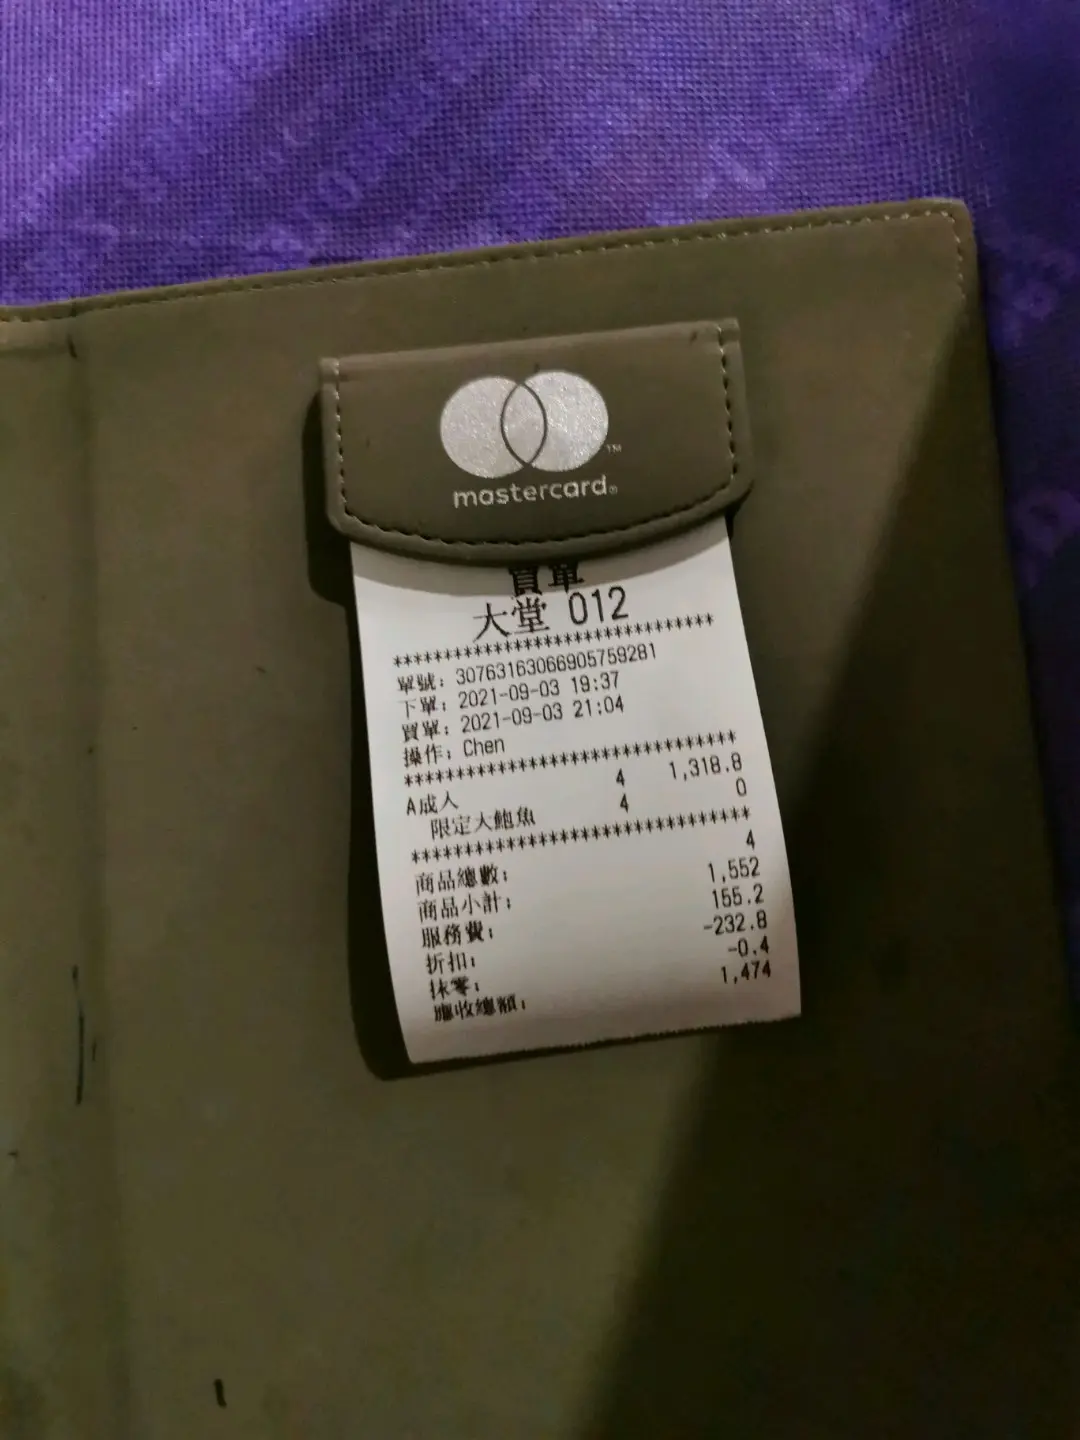 mastercard®
買單
大堂 012
*********************************
單號: 30763163066905759281
下單: 2021-09-03 19:37
買單: 2021-09-03 21:04
操作: Chen
*********************************
A成人 4 1,318.8
限定大鮑魚 4 0
*********************************
商品總數: 4
商品小計: 1,552
服務費: 155.2
折扣: -232.8
抹零: -0.4
應收總額: 1,474